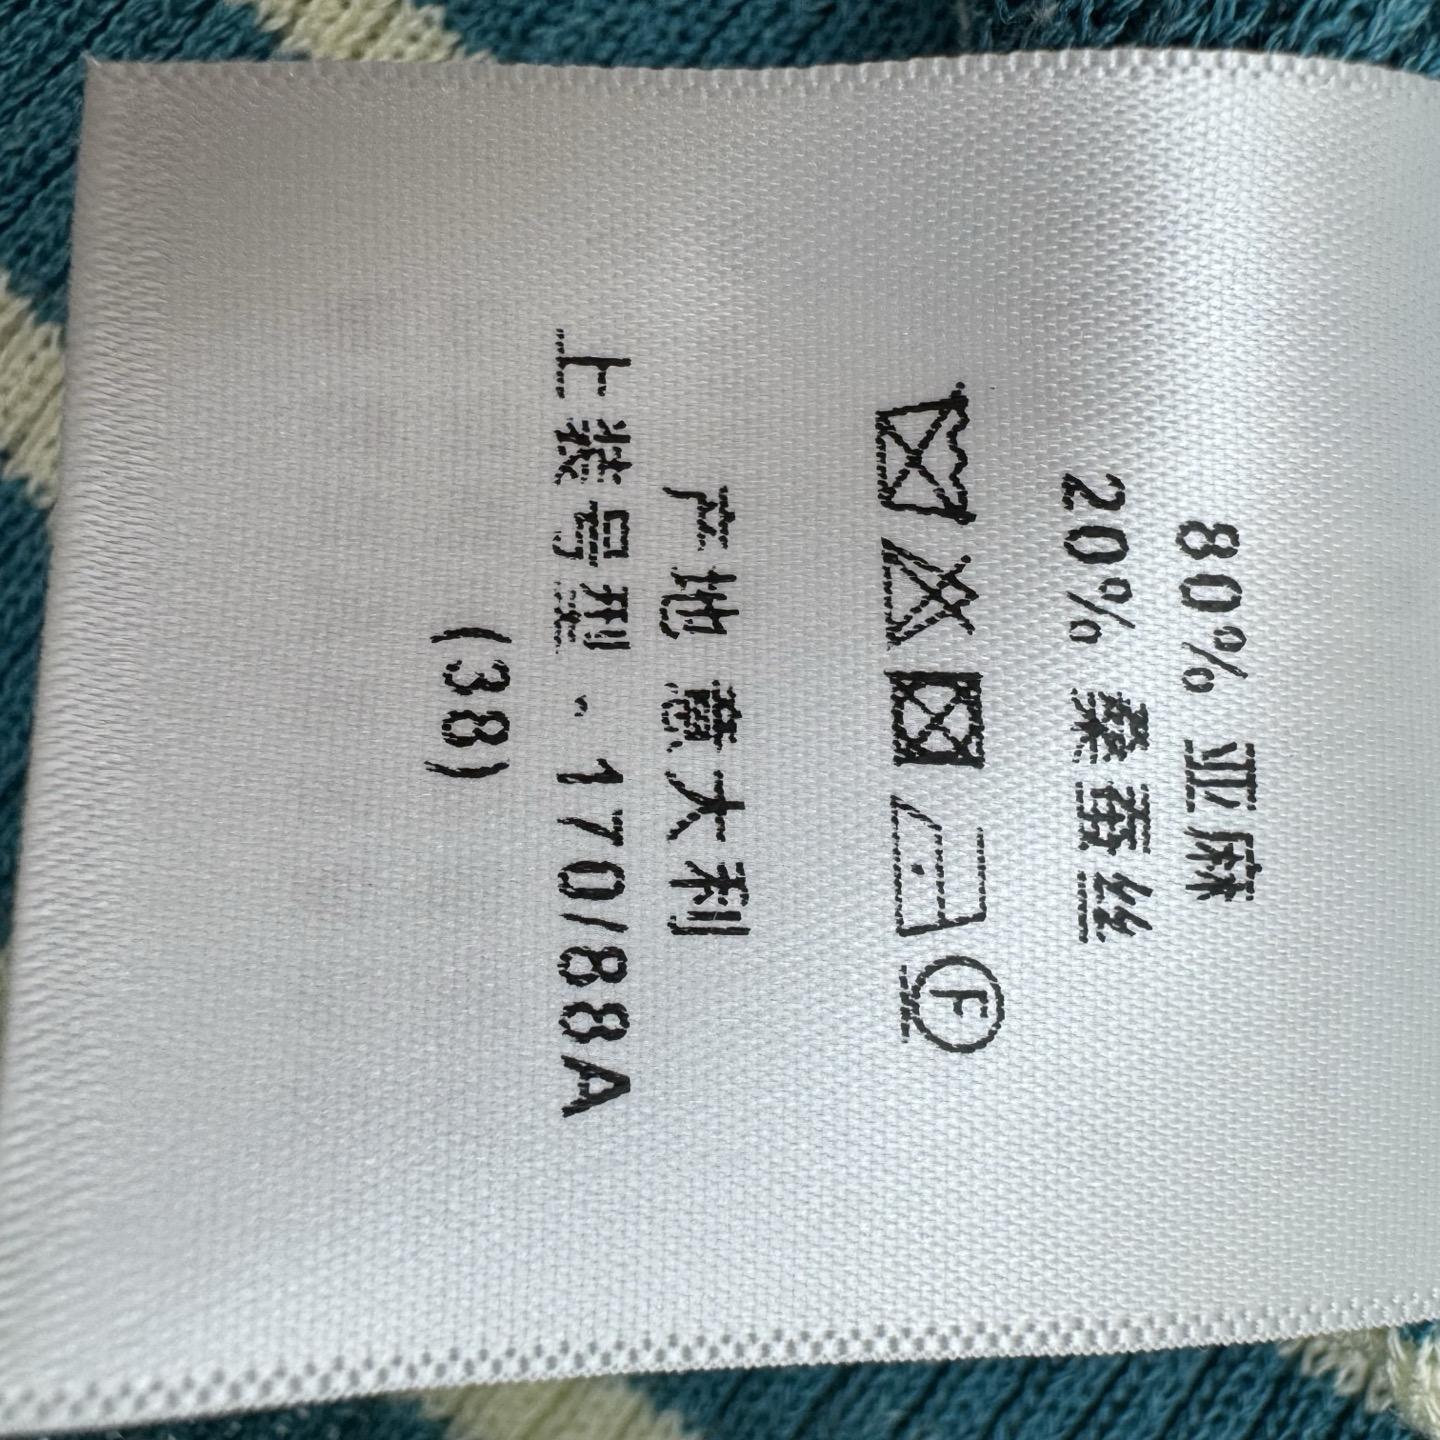 80% 亚麻
20% 桑蚕丝
F
产地 意大利
上装号型:170/88A
(38)